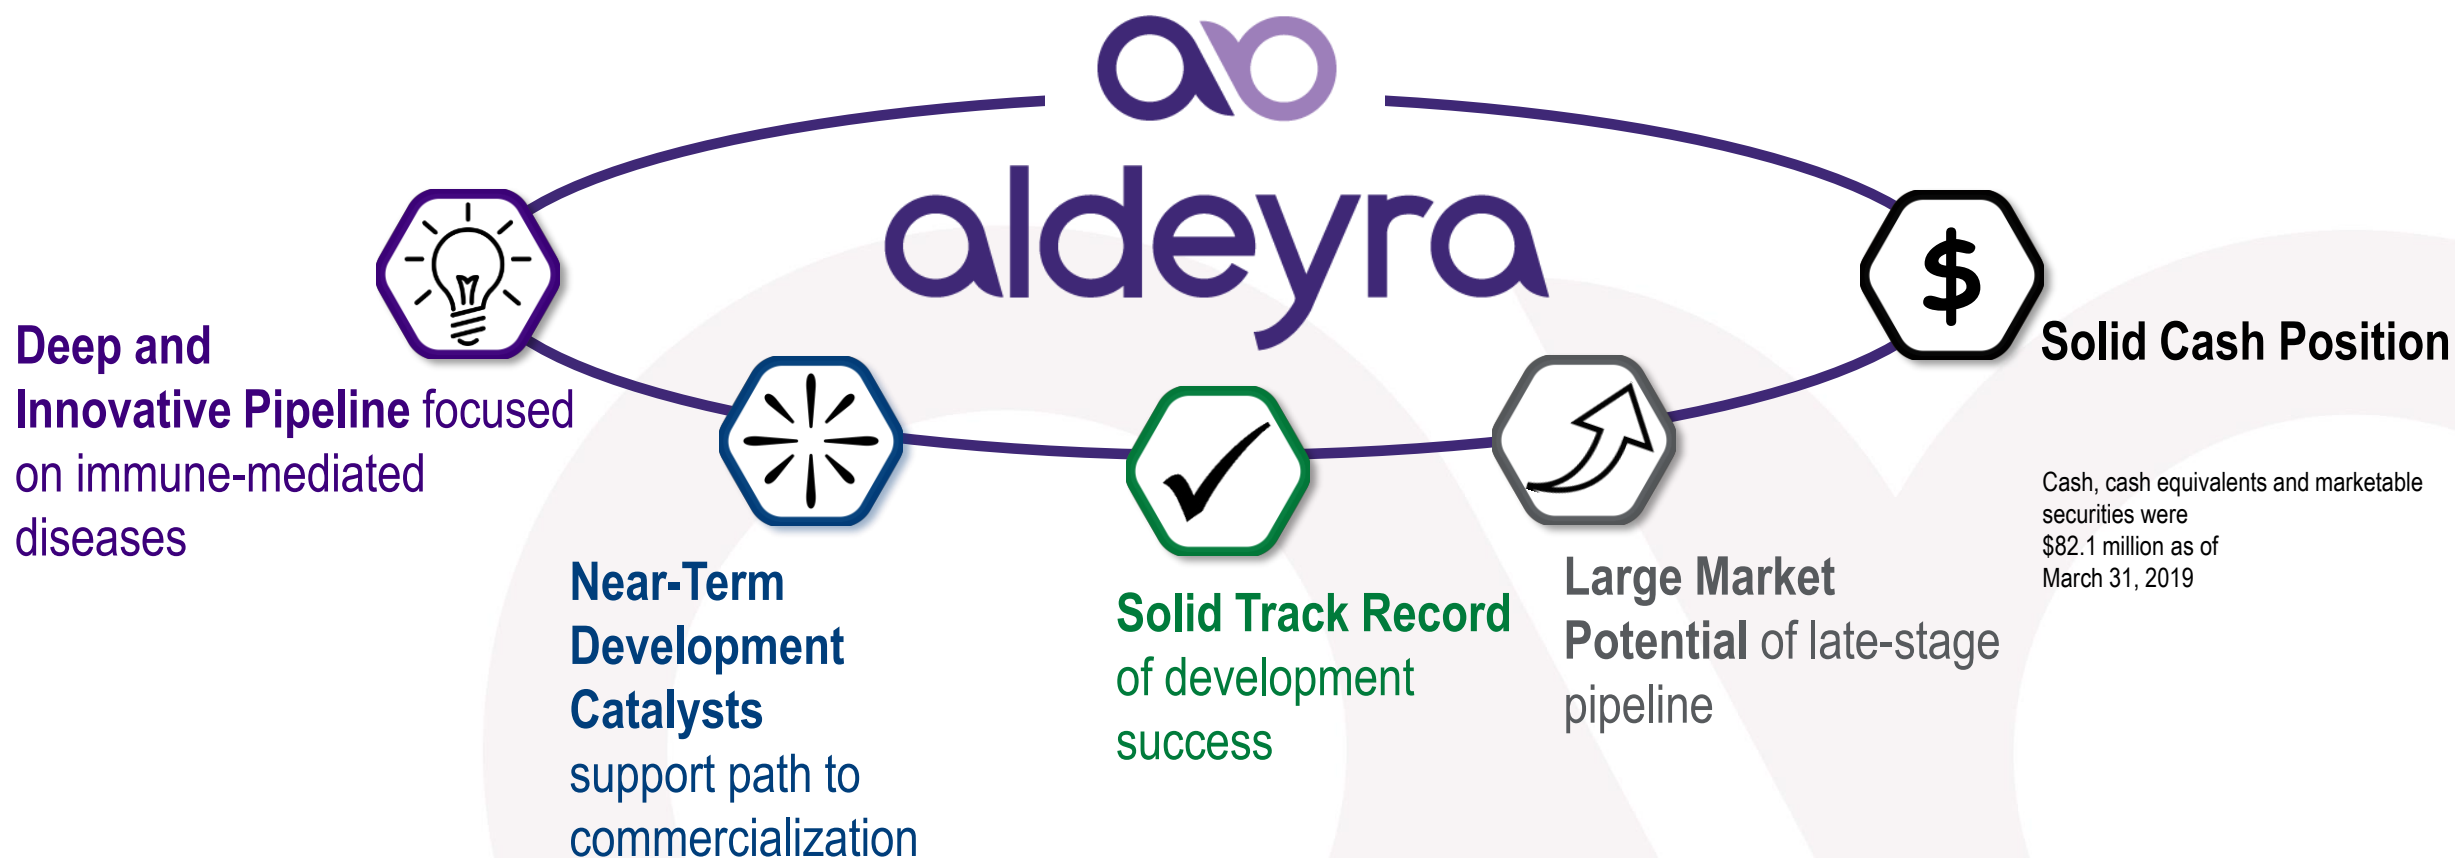 aldeyra
Deep and
Innovative Pipeline focused
on immune-mediated
diseases
Near-Term
Development
Catalysts
support path to
commercialization
Solid Track Record
of development
success
Large Market
Potential of late-stage
pipeline
$
Solid Cash Position
Cash, cash equivalents and marketable
securities were
$82.1 million as of
March 31, 2019